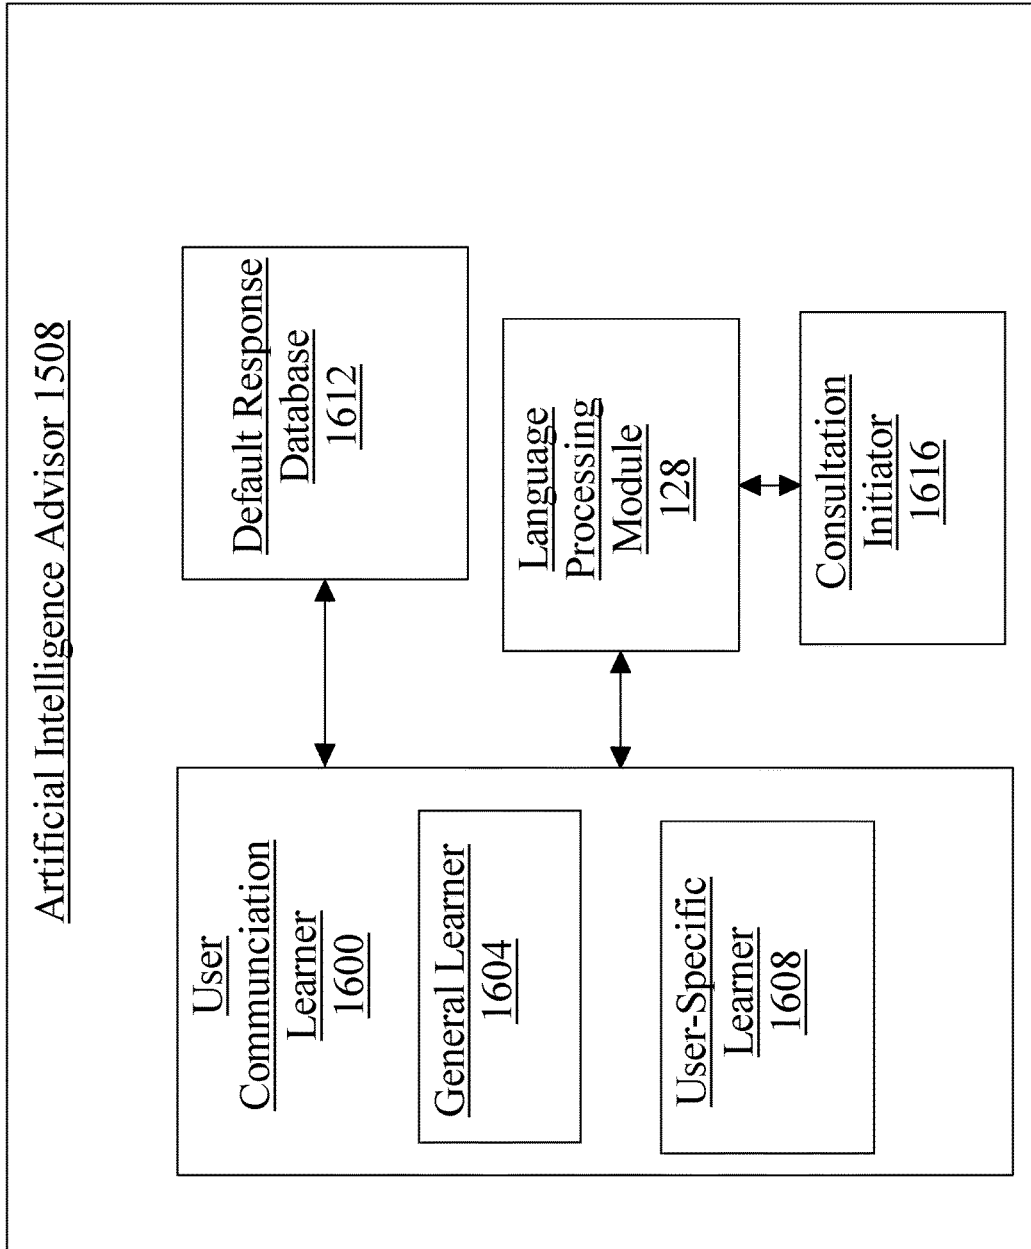 Artificial Intelligence Advisor 1508
User
Communciation
Learner
1600
General Learner
1604
User-Specific
Learner
1608
Default Response
Database
1612
Language
Processing
Module
128
Consultation
Initiator
1616